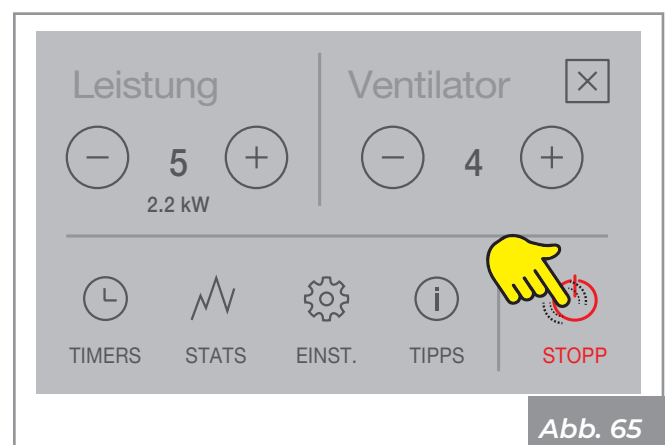 Leistung
Ventilator
− 5 +
− 4 +
2.2 kW
TIMERS
STATS
EINST.
TIPPS
STOPP
Abb. 65